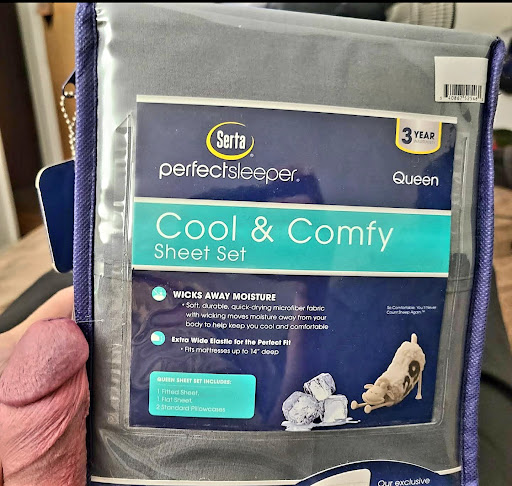 Serta
perfectsleeper®
3 YEAR
Queen
Cool & Comfy
Sheet Set
WICKS AWAY MOISTURE
• Soft, durable, quick-drying microfiber fabric
with wicking moves moisture away from your
body to help keep you cool and comfortable
Extra Wide Elastic for the Perfect Fit
• Fits mattresses up to 14" deep
So Comfortable. You'll Never
Count Sheep Again.™
QUEEN SHEET SET INCLUDES:
1 Fitted Sheet,
1 Flat Sheet,
2 Standard Pillowcases
9
Our exclusive